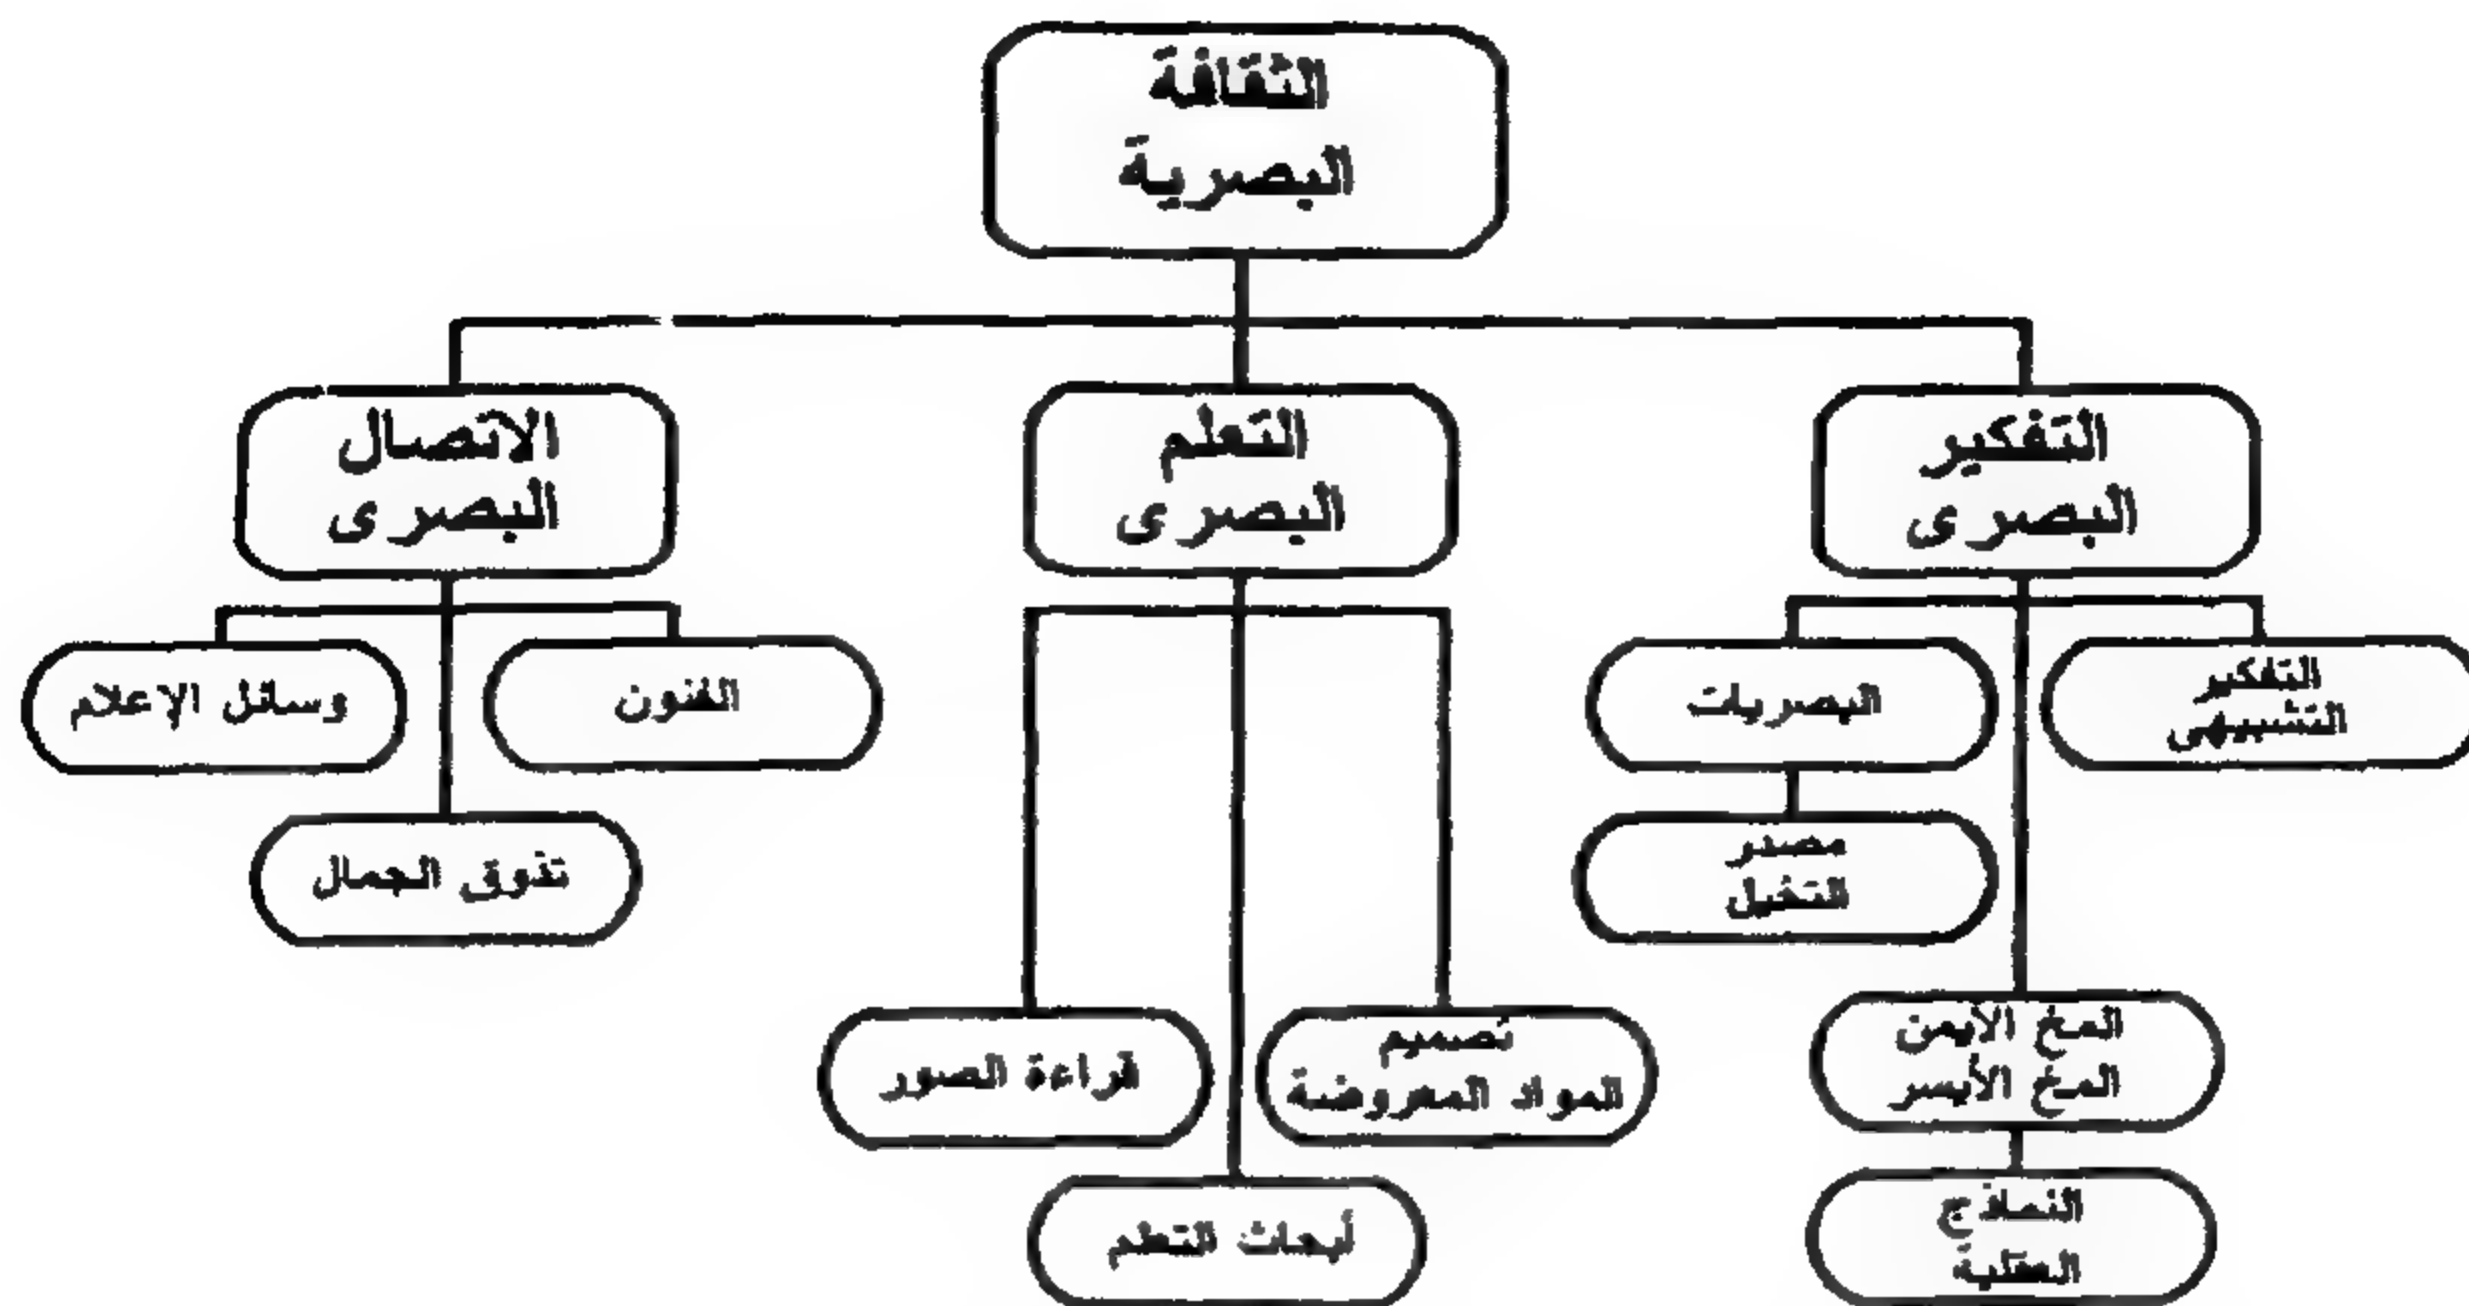 الثقافة
البصرية
التفكير
البصرى
التعلم
البصرى
الاتصال
البصرى
التفكير
التشبيهى
البصريات
الفنون
وسائل الإعلام
مصدر
التخيل
تذوق الجمال
المخ الأيمن
المخ الأيسر
تصميم
المواد المعروضة
قراءة الصور
النماذج
العقلية
أبحاث التعلم